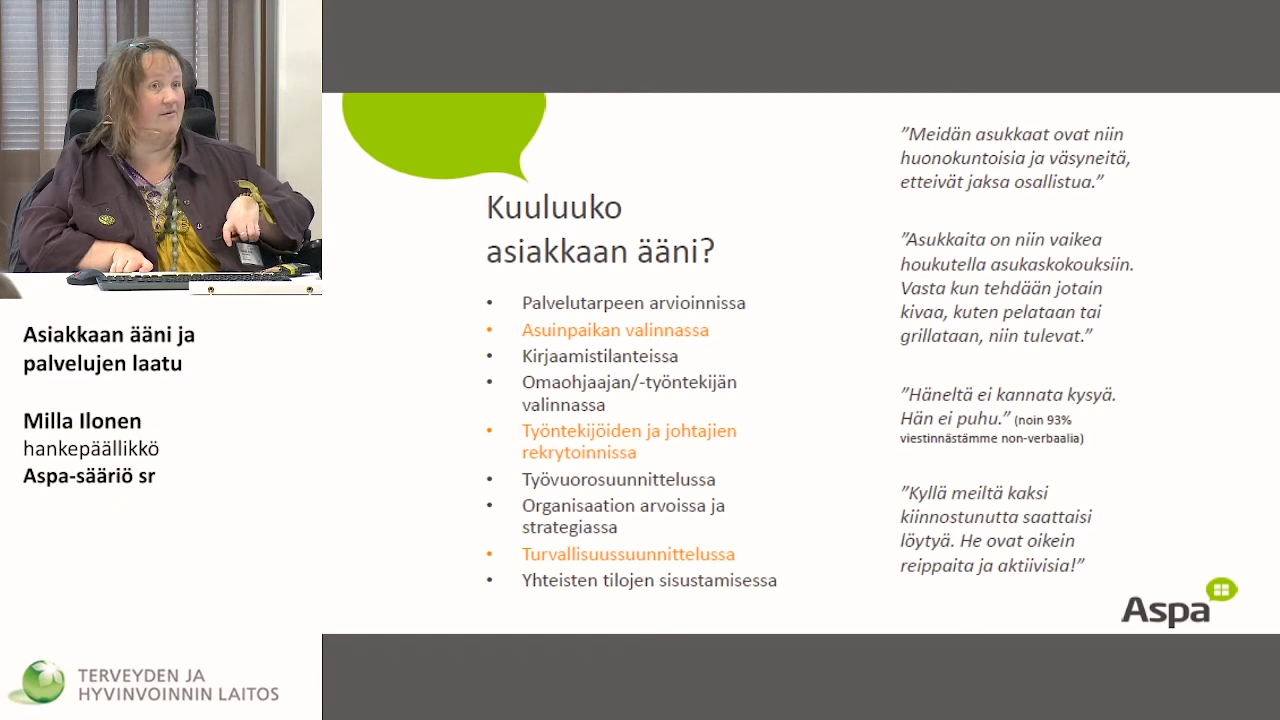 Asiakkaan ääni ja
palvelujen laatu
Milla Ilonen
hankepäällikkö
Aspa-sääriö sr
TERVEYDEN JA
HYVINVOINNIN LAITOS
Kuuluuko
asiakkaan ääni?
• Palvelutarpeen arvioinnissa
• Asuinpaikan valinnassa
• Kirjaamistilanteissa
• Omaohjaajan/-työntekijän
valinnassa
• Työntekijöiden ja johtajien
rekrytoinnissa
• Työvuorosuunnittelussa
• Organisaation arvoissa ja
strategiassa
• Turvallisuussuunnittelussa
• Yhteisten tilojen sisustamisessa
”Meidän asukkaat ovat niin
huonokuntoisia ja väsyneitä,
etteivät jaksa osallistua.”
”Asukkaita on niin vaikea
houkutella asukaskokouksiin.
Vasta kun tehdään jotain
kivaa, kuten pelataan tai
grillataan, niin tulevat.”
”Häneltä ei kannata kysyä.
Hän ei puhu.” (noin 93%
viestinnästämme non-verbaalia)
”Kyllä meiltä kaksi
kiinnostunutta saattaisi
löytyä. He ovat oikein
reippaita ja aktiivisia!”
Aspa